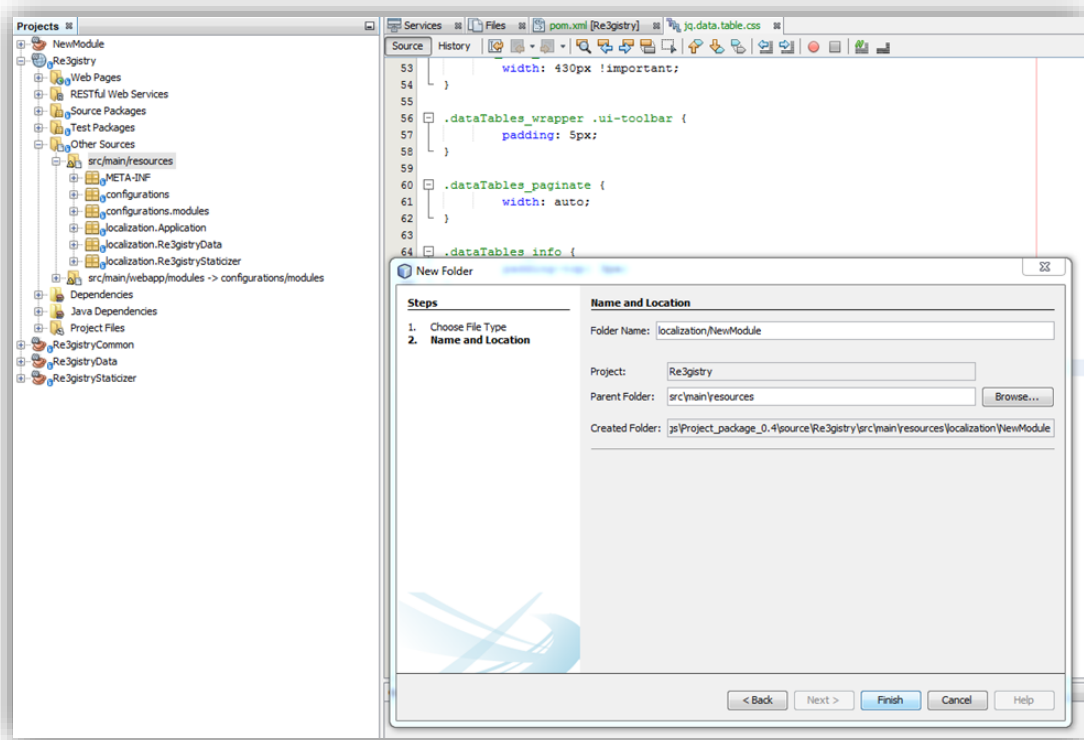 Projects
NewModule
Re3gistry
Web Pages
RESTful Web Services
Source Packages
Test Packages
Other Sources
src/main/resources
META-INF
configurations
configurations.modules
localization.Application
localization.Re3gistryData
localization.Re3gistryStaticizer
src/main/webapp/modules -> configurations/modules
Dependencies
Java Dependencies
Project Files
Re3gistryCommon
Re3gistryData
Re3gistryStaticizer
Services Files pom.xml [Re3gistry] jq.data.table.css
Source History
53 width: 430px !important;
54 }
55
56 .dataTables_wrapper .ui-toolbar {
57 padding: 5px;
58 }
59
60 .dataTables_paginate {
61 width: auto;
62 }
63
64 .dataTables_info {
New Folder
Steps
1. Choose File Type
2. Name and Location
Name and Location
Folder Name: localization/NewModule
Project: Re3gistry
Parent Folder: src\main\resources Browse...
Created Folder: gs\Project_package_0.4\source\Re3gistry\src\main\resources\localization\NewModule
< Back Next > Finish Cancel Help